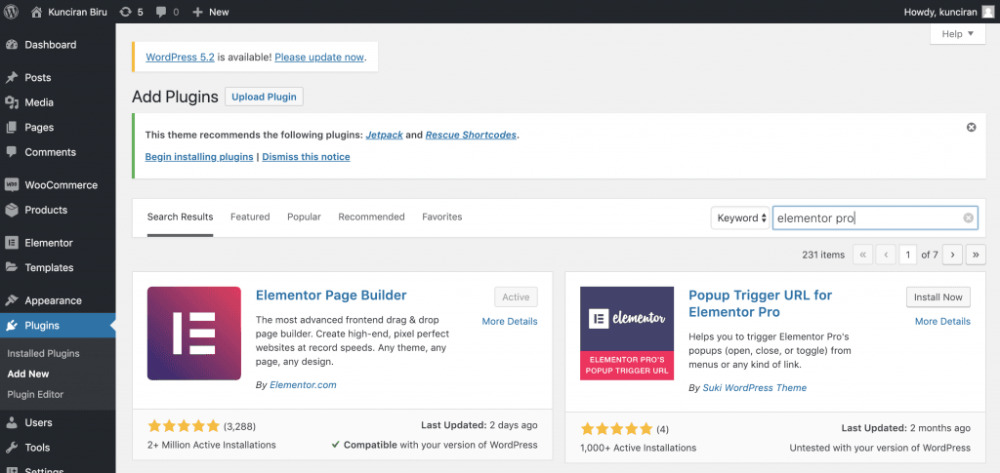 Kunciran Biru 5 0 + New Howdy, kunciran
Help ▼
Dashboard
Posts
Media
Pages
Comments
WooCommerce
Products
Elementor
Templates
Appearance
Plugins
Installed Plugins
Add New
Plugin Editor
Users
Tools
Settings
WordPress 5.2 is available! Please update now.
Add Plugins Upload Plugin
This theme recommends the following plugins: Jetpack and Rescue Shortcodes.
Begin installing plugins | Dismiss this notice
Search Results Featured Popular Recommended Favorites Keyword elementor pro
231 items « ‹ 1 of 7 › »
Elementor Page Builder
Active
More Details
The most advanced frontend drag & drop
page builder. Create high-end, pixel perfect
websites at record speeds. Any theme, any
page, any design.
By Elementor.com
(3,288)
Last Updated: 2 days ago
2+ Million Active Installations
✓ Compatible with your version of WordPress
elementor
ELEMENTOR PRO'S
POPUP TRIGGER URL
Popup Trigger URL for
Elementor Pro
Install Now
More Details
Helps you to trigger Elementor Pro's
popups (open, close, or toggle) from
menus or any kind of link.
By Suki WordPress Theme
(4)
Last Updated: 2 months ago
1,000+ Active Installations
Untested with your version of WordPress